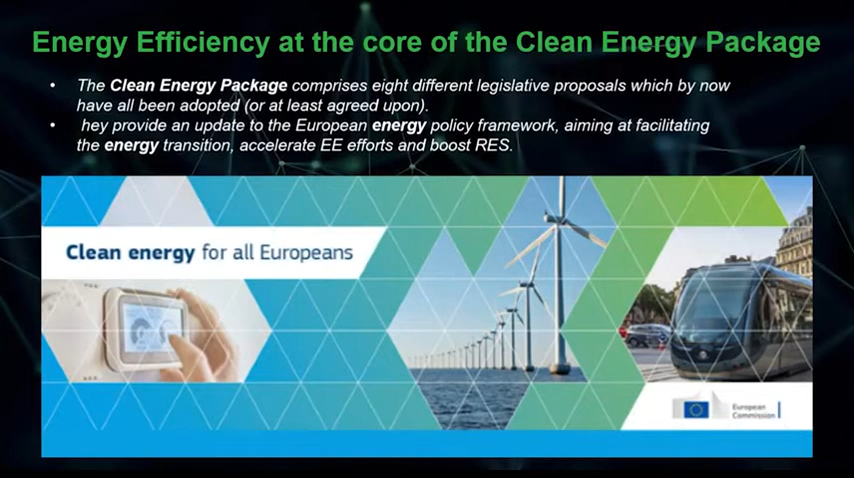 Energy Efficiency at the core of the Clean Energy Package
• The Clean Energy Package comprises eight different legislative proposals which by now
have all been adopted (or at least agreed upon).
• hey provide an update to the European energy policy framework, aiming at facilitating
the energy transition, accelerate EE efforts and boost RES.
Clean energy for all Europeans
European
Commission